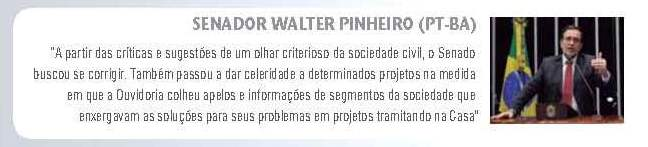 SENADOR WALTER PINHEIRO (PT-BA)
"A partir das críticas e sugestões de um olhar criterioso da sociedade civil, o Senado
buscou se corrigir. Também passou a dar celeridade a determinados projetos na medida
em que a Ouvidoria colheu apelos e informações de segmentos da sociedade que
enxergavam as soluções para seus problemas em projetos tramitando na Casa"